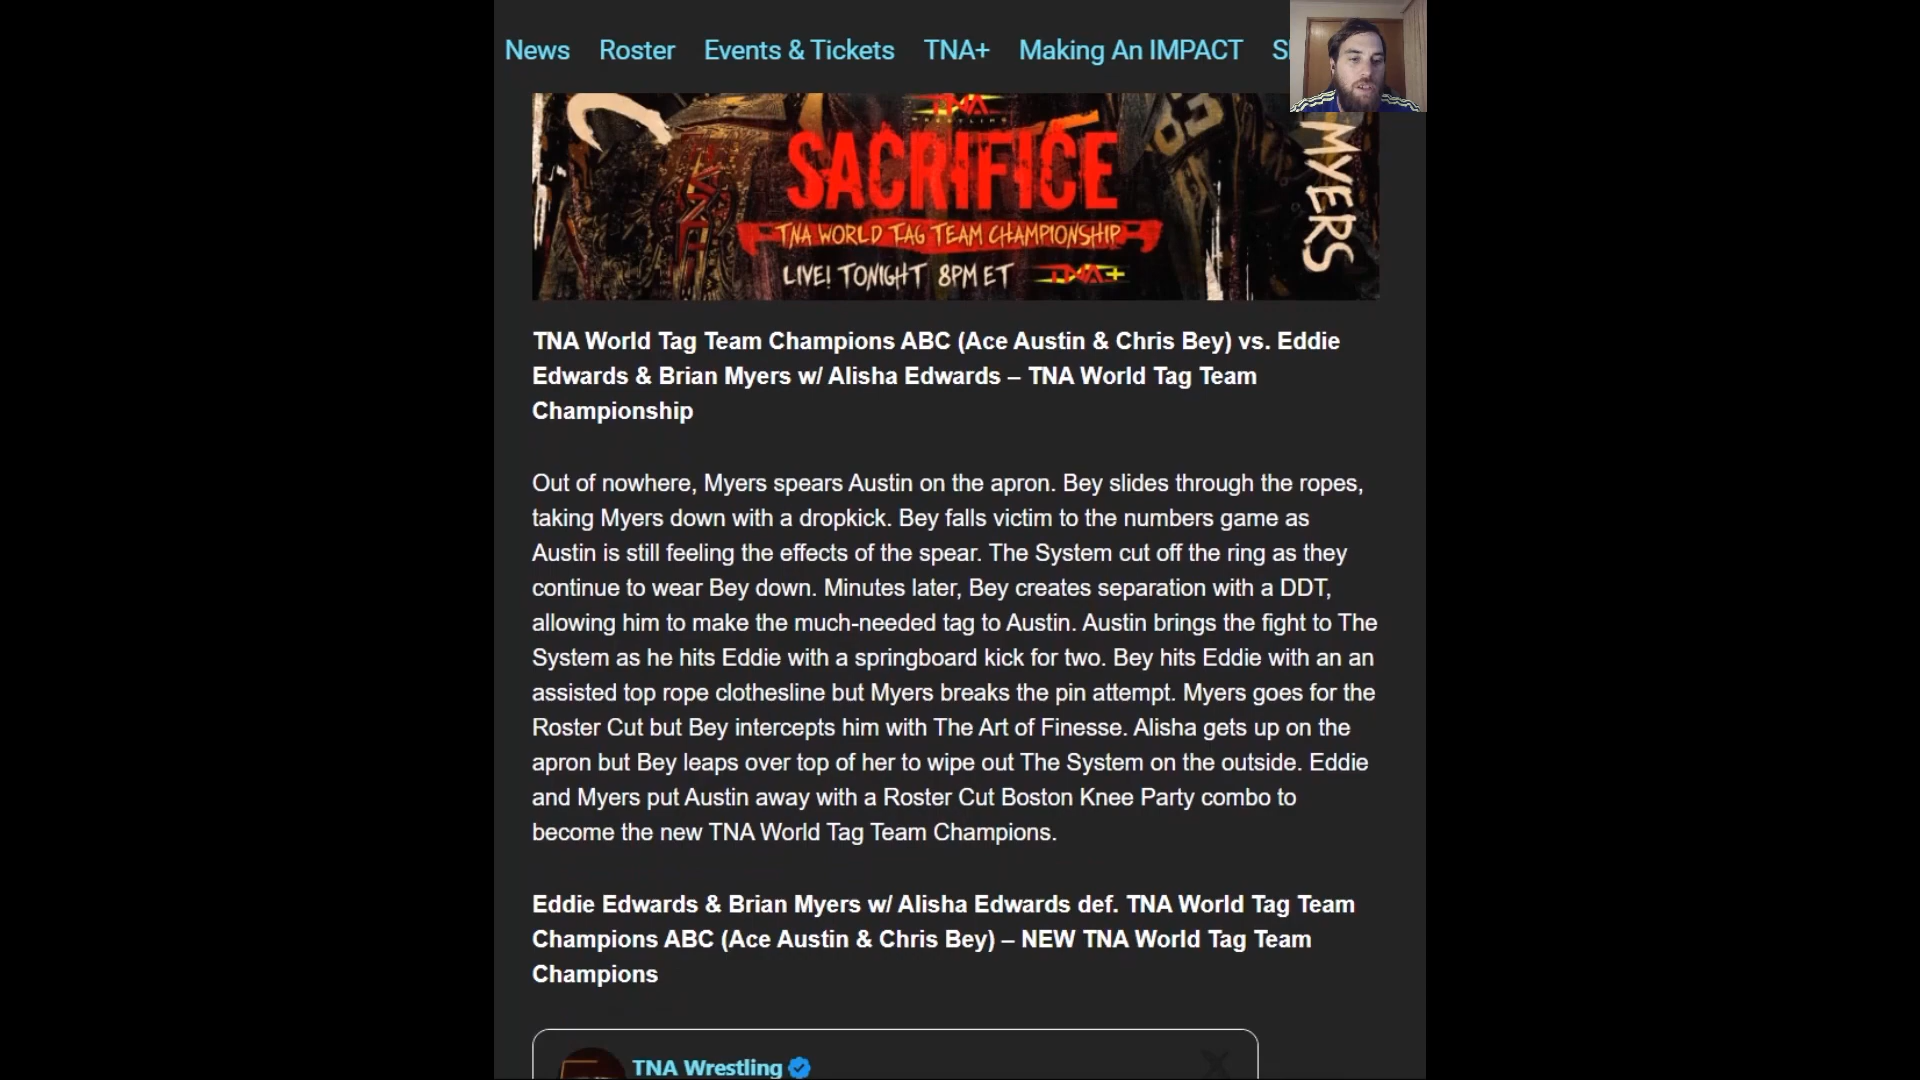 News Roster Events & Tickets TNA+ Making An IMPACT
TNA
WRESTLING
SACRIFICE
TNA WORLD TAG TEAM CHAMPIONSHIP
LIVE! TONIGHT 8PM ET TNA+
MYERS
TNA World Tag Team Champions ABC (Ace Austin & Chris Bey) vs. Eddie
Edwards & Brian Myers w/ Alisha Edwards – TNA World Tag Team
Championship
Out of nowhere, Myers spears Austin on the apron. Bey slides through the ropes,
taking Myers down with a dropkick. Bey falls victim to the numbers game as
Austin is still feeling the effects of the spear. The System cut off the ring as they
continue to wear Bey down. Minutes later, Bey creates separation with a DDT,
allowing him to make the much-needed tag to Austin. Austin brings the fight to The
System as he hits Eddie with a springboard kick for two. Bey hits Eddie with an an
assisted top rope clothesline but Myers breaks the pin attempt. Myers goes for the
Roster Cut but Bey intercepts him with The Art of Finesse. Alisha gets up on the
apron but Bey leaps over top of her to wipe out The System on the outside. Eddie
and Myers put Austin away with a Roster Cut Boston Knee Party combo to
become the new TNA World Tag Team Champions.
Eddie Edwards & Brian Myers w/ Alisha Edwards def. TNA World Tag Team
Champions ABC (Ace Austin & Chris Bey) – NEW TNA World Tag Team
Champions
TNA Wrestling